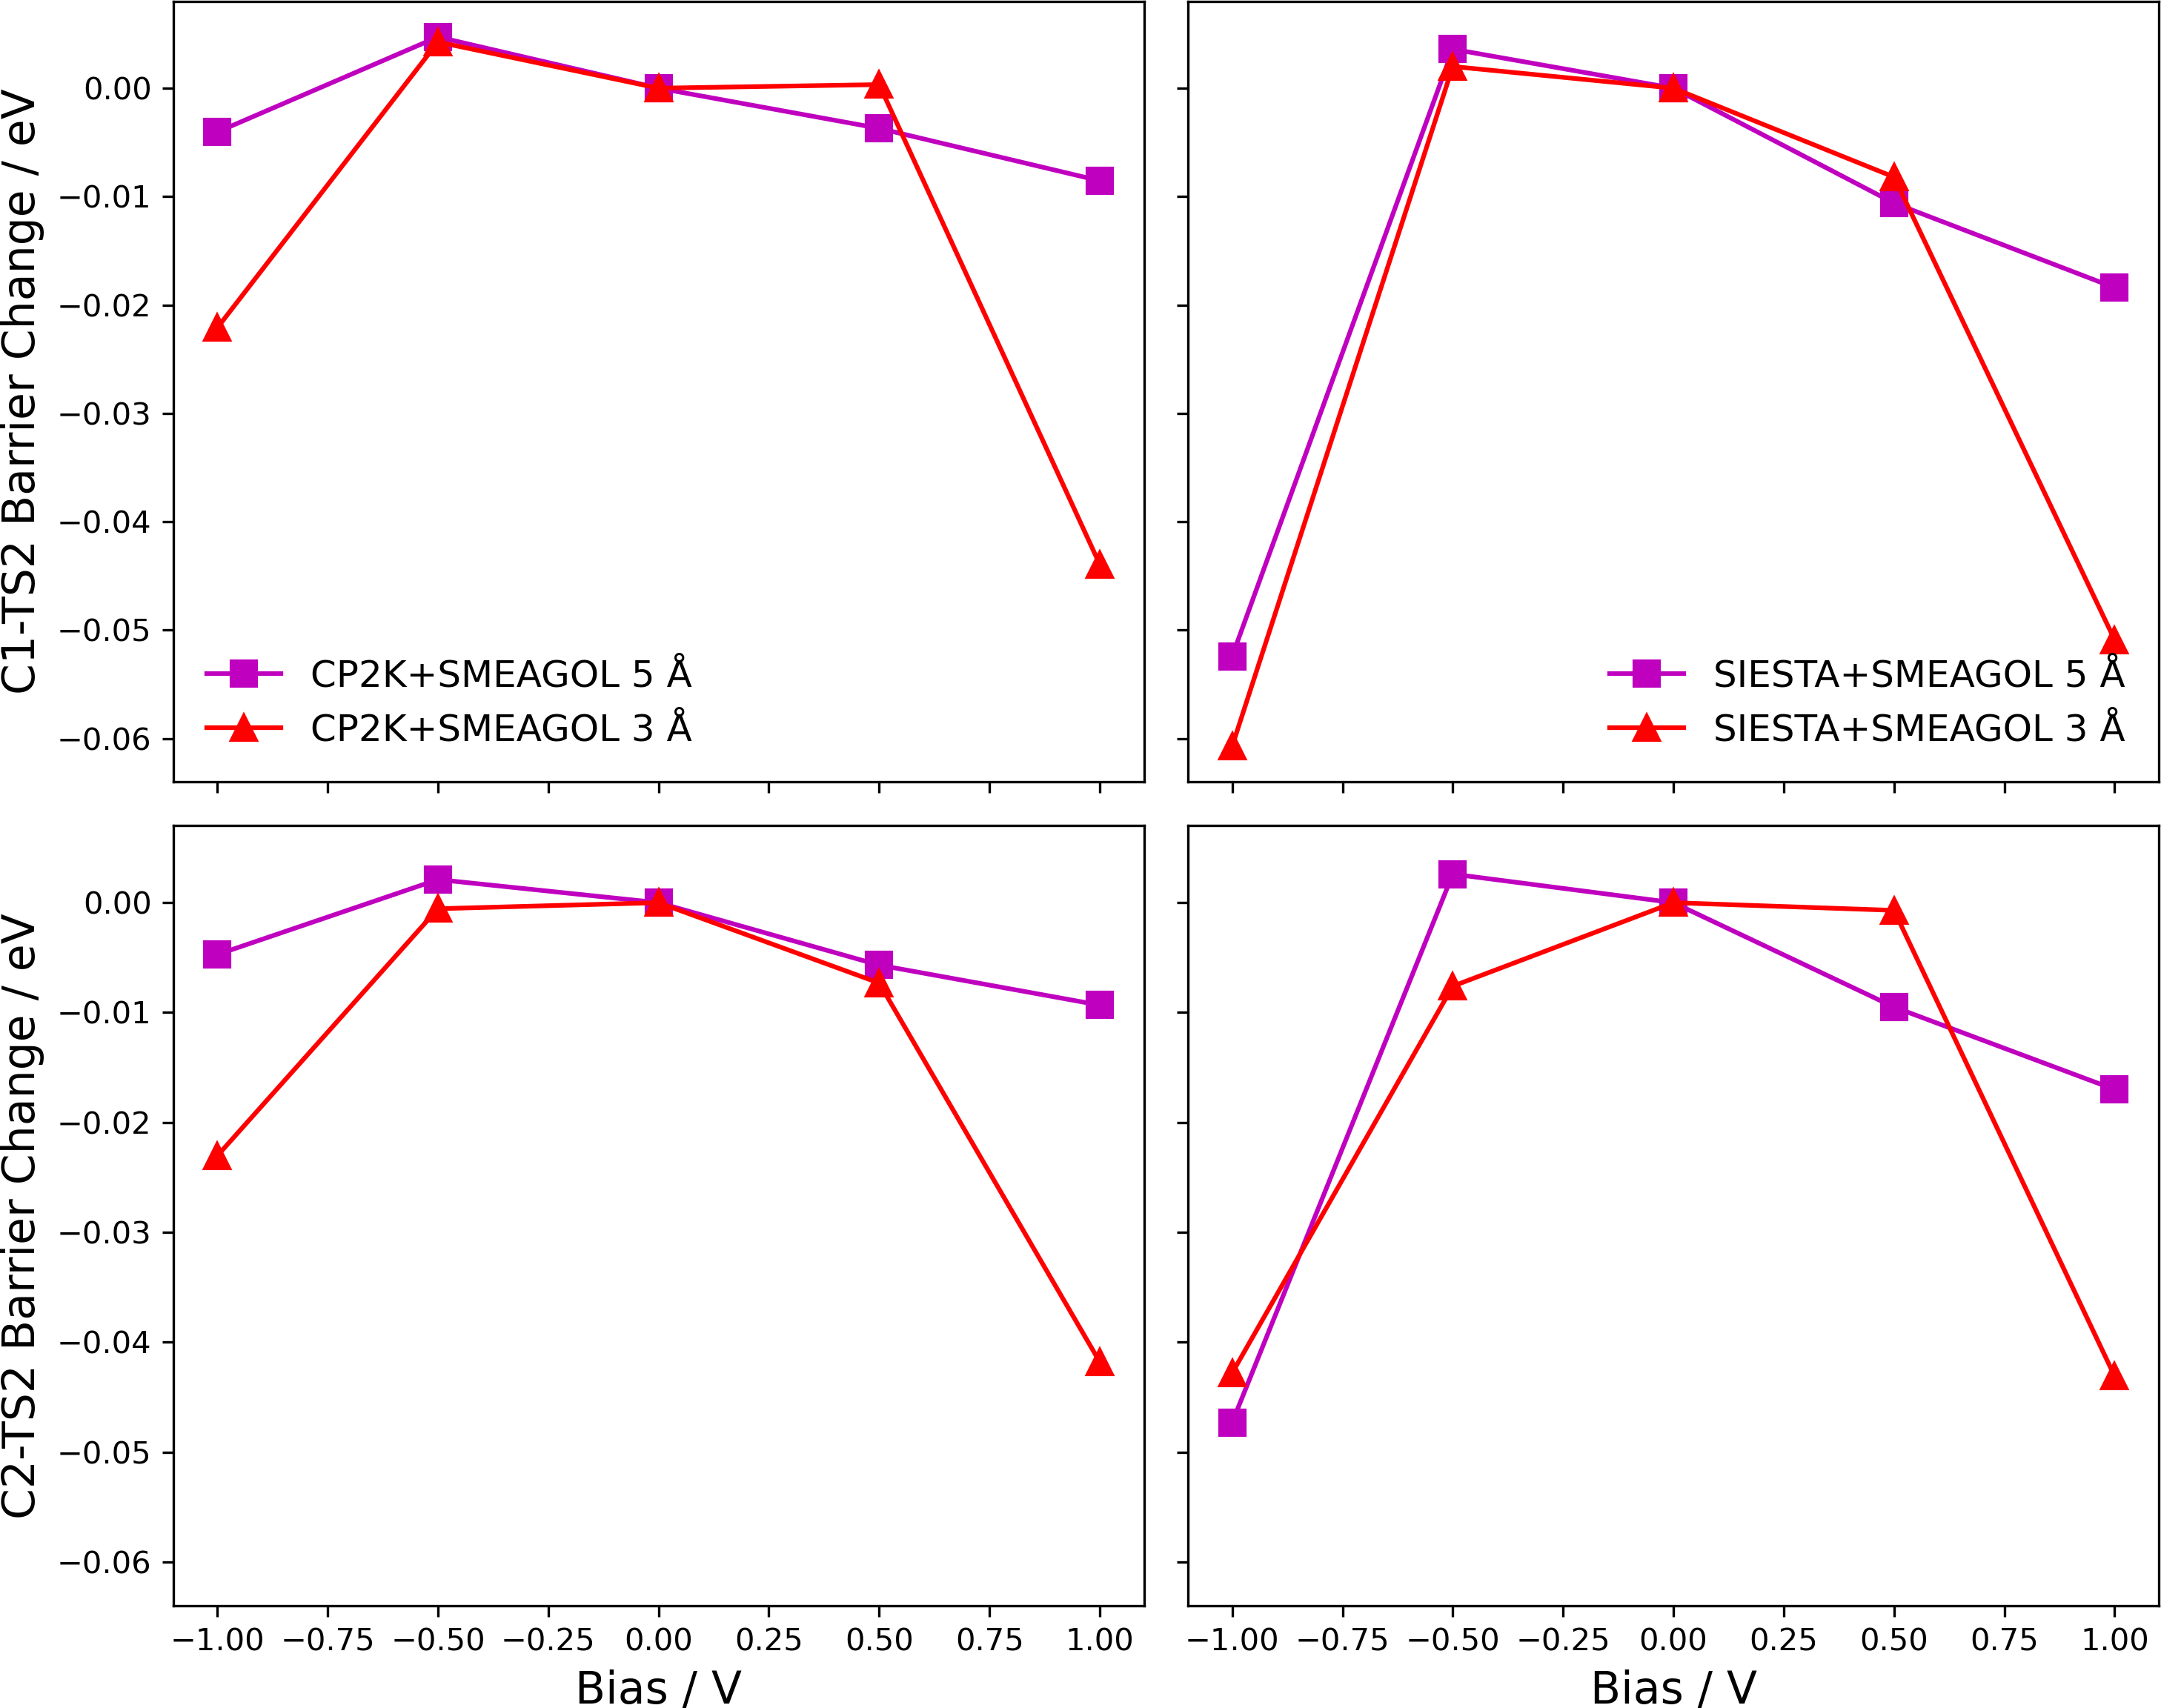 C1-TS2 Barrier Change / eV
0.00
−0.01
−0.02
−0.03
−0.04
−0.05
−0.06
CP2K+SMEAGOL 5 Å
CP2K+SMEAGOL 3 Å
SIESTA+SMEAGOL 5 Å
SIESTA+SMEAGOL 3 Å
C2-TS2 Barrier Change / eV
0.00
−0.01
−0.02
−0.03
−0.04
−0.05
−0.06
−1.00 −0.75 −0.50 −0.25 0.00 0.25 0.50 0.75 1.00
Bias / V
−1.00 −0.75 −0.50 −0.25 0.00 0.25 0.50 0.75 1.00
Bias / V